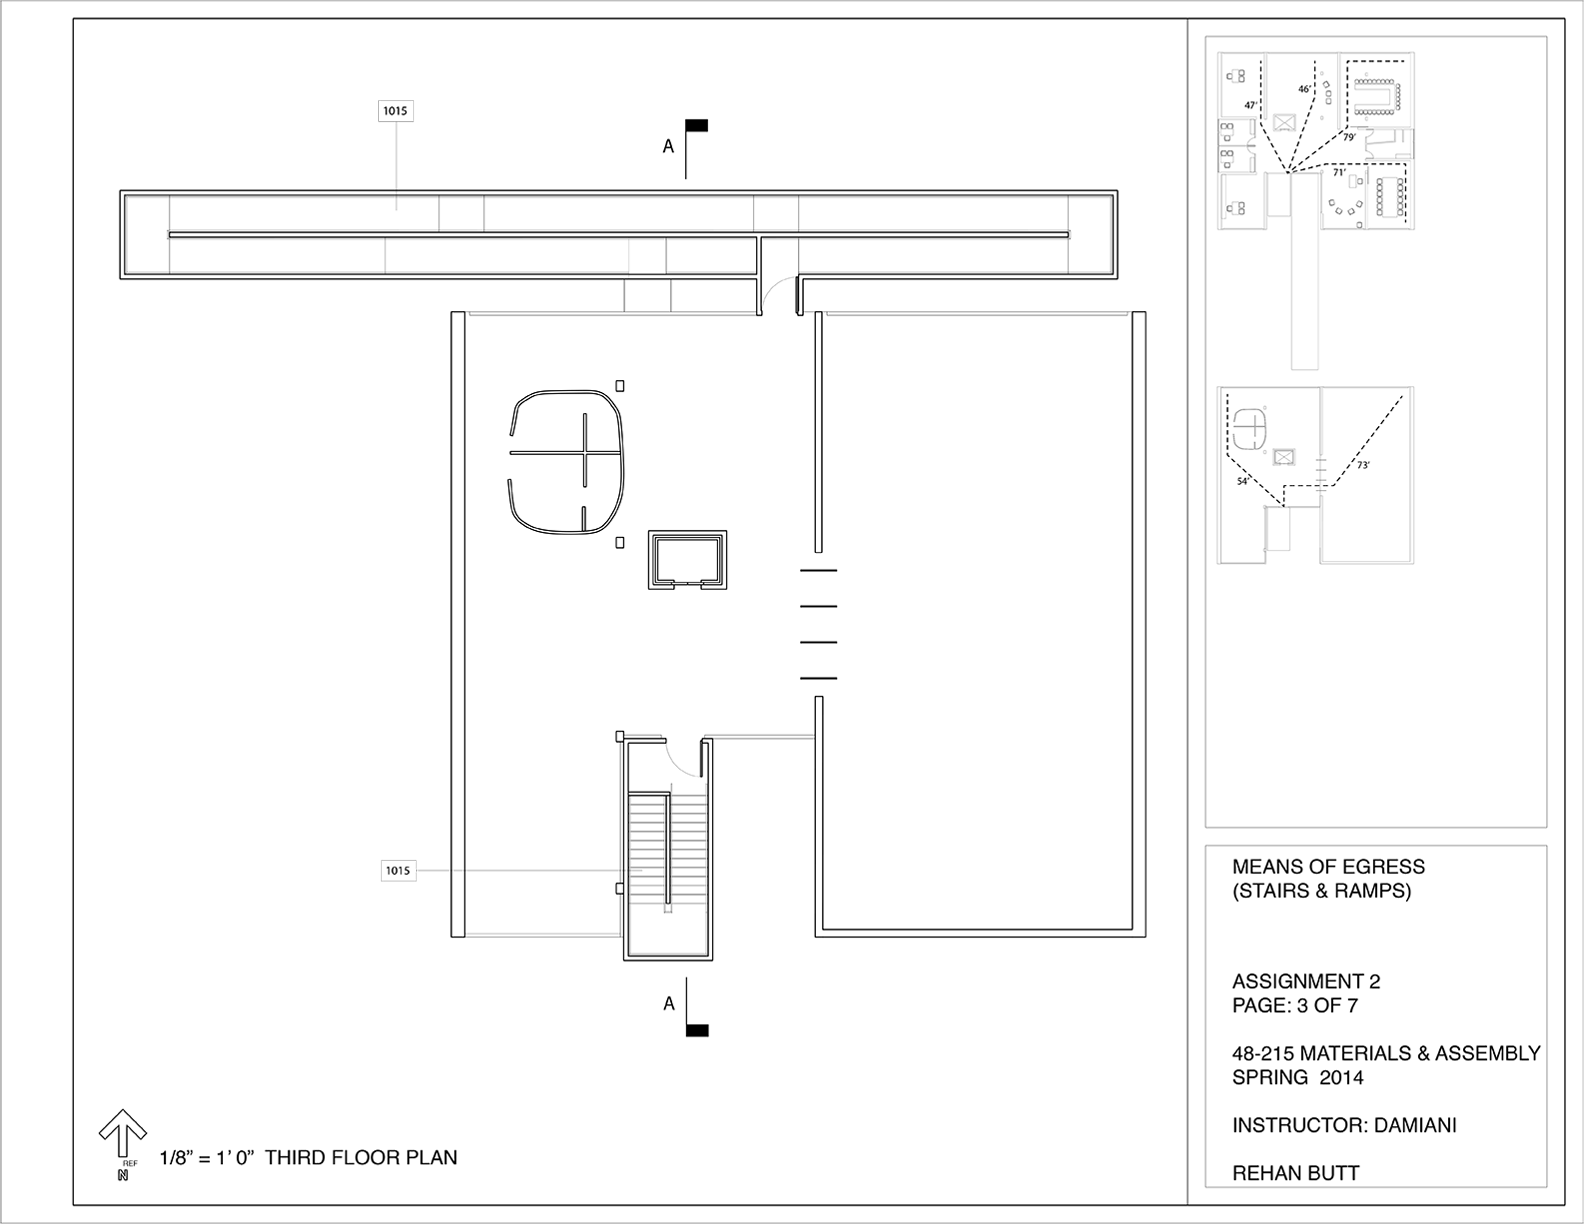 1015
A
47'
46'
79'
71'
54'
73'
1015
A
REF
N
1/8” = 1’ 0” THIRD FLOOR PLAN
MEANS OF EGRESS
(STAIRS & RAMPS)
ASSIGNMENT 2
PAGE: 3 OF 7
48-215 MATERIALS & ASSEMBLY
SPRING 2014
INSTRUCTOR: DAMIANI
REHAN BUTT